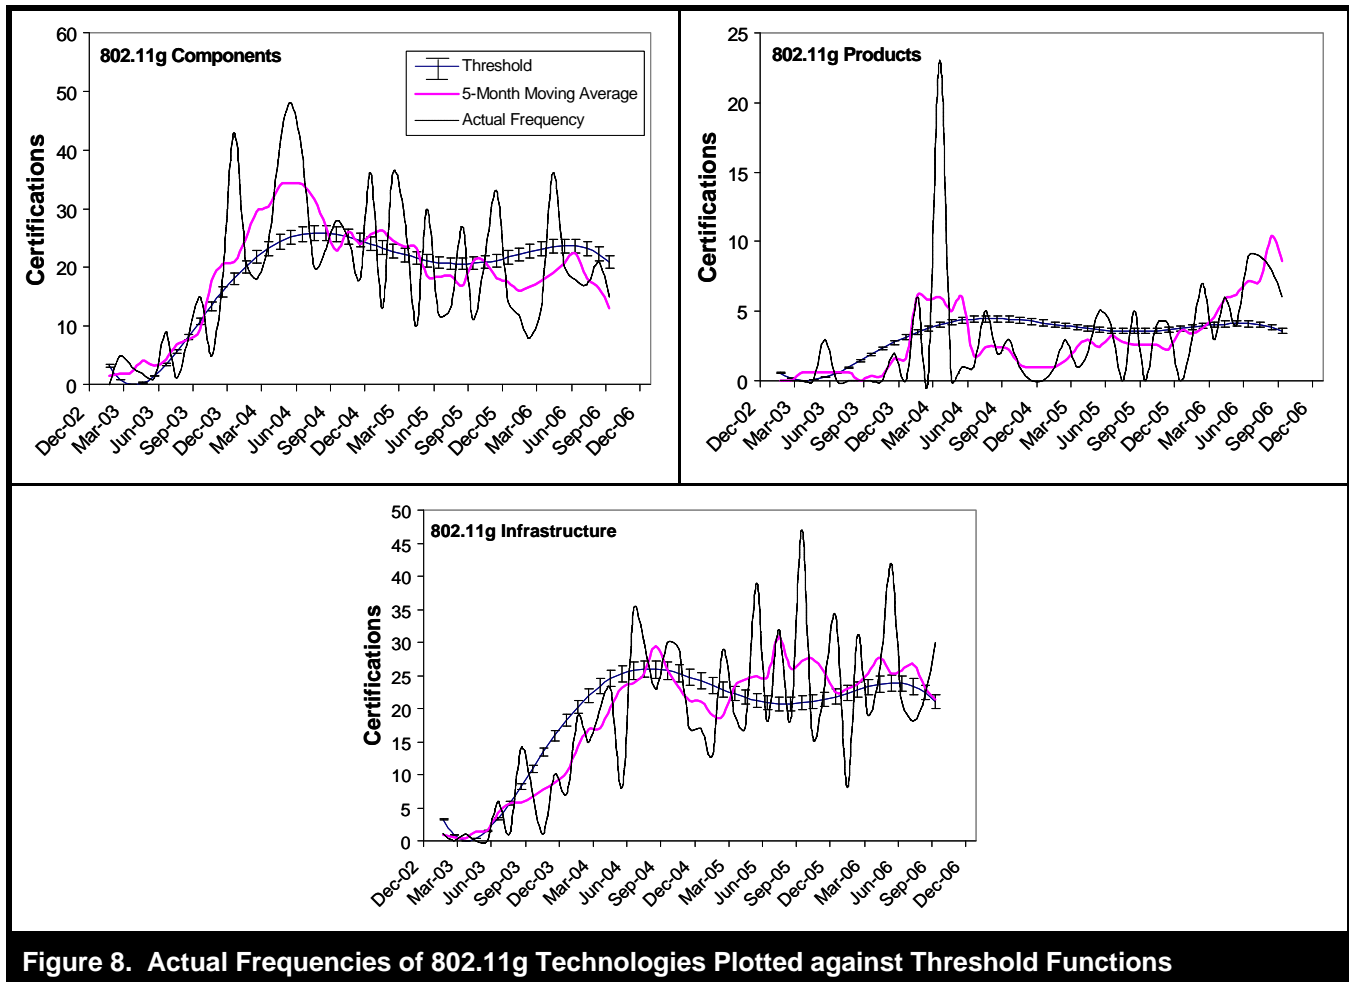 802.11g Components
Threshold
5-Month Moving Average
Actual Frequency
Certifications
60
50
40
30
20
10
0
Dec-02
Mar-03
Jun-03
Sep-03
Dec-03
Mar-04
Jun-04
Sep-04
Dec-04
Mar-05
Jun-05
Sep-05
Dec-05
Mar-06
Jun-06
Sep-06
Dec-06
802.11g Products
Certifications
25
20
15
10
5
0
Dec-02
Mar-03
Jun-03
Sep-03
Dec-03
Mar-04
Jun-04
Sep-04
Dec-04
Mar-05
Jun-05
Sep-05
Dec-05
Mar-06
Jun-06
Sep-06
Dec-06
802.11g Infrastructure
Certifications
50
45
40
35
30
25
20
15
10
5
0
Dec-02
Mar-03
Jun-03
Sep-03
Dec-03
Mar-04
Jun-04
Sep-04
Dec-04
Mar-05
Jun-05
Sep-05
Dec-05
Mar-06
Jun-06
Sep-06
Dec-06
Figure 8. Actual Frequencies of 802.11g Technologies Plotted against Threshold Functions